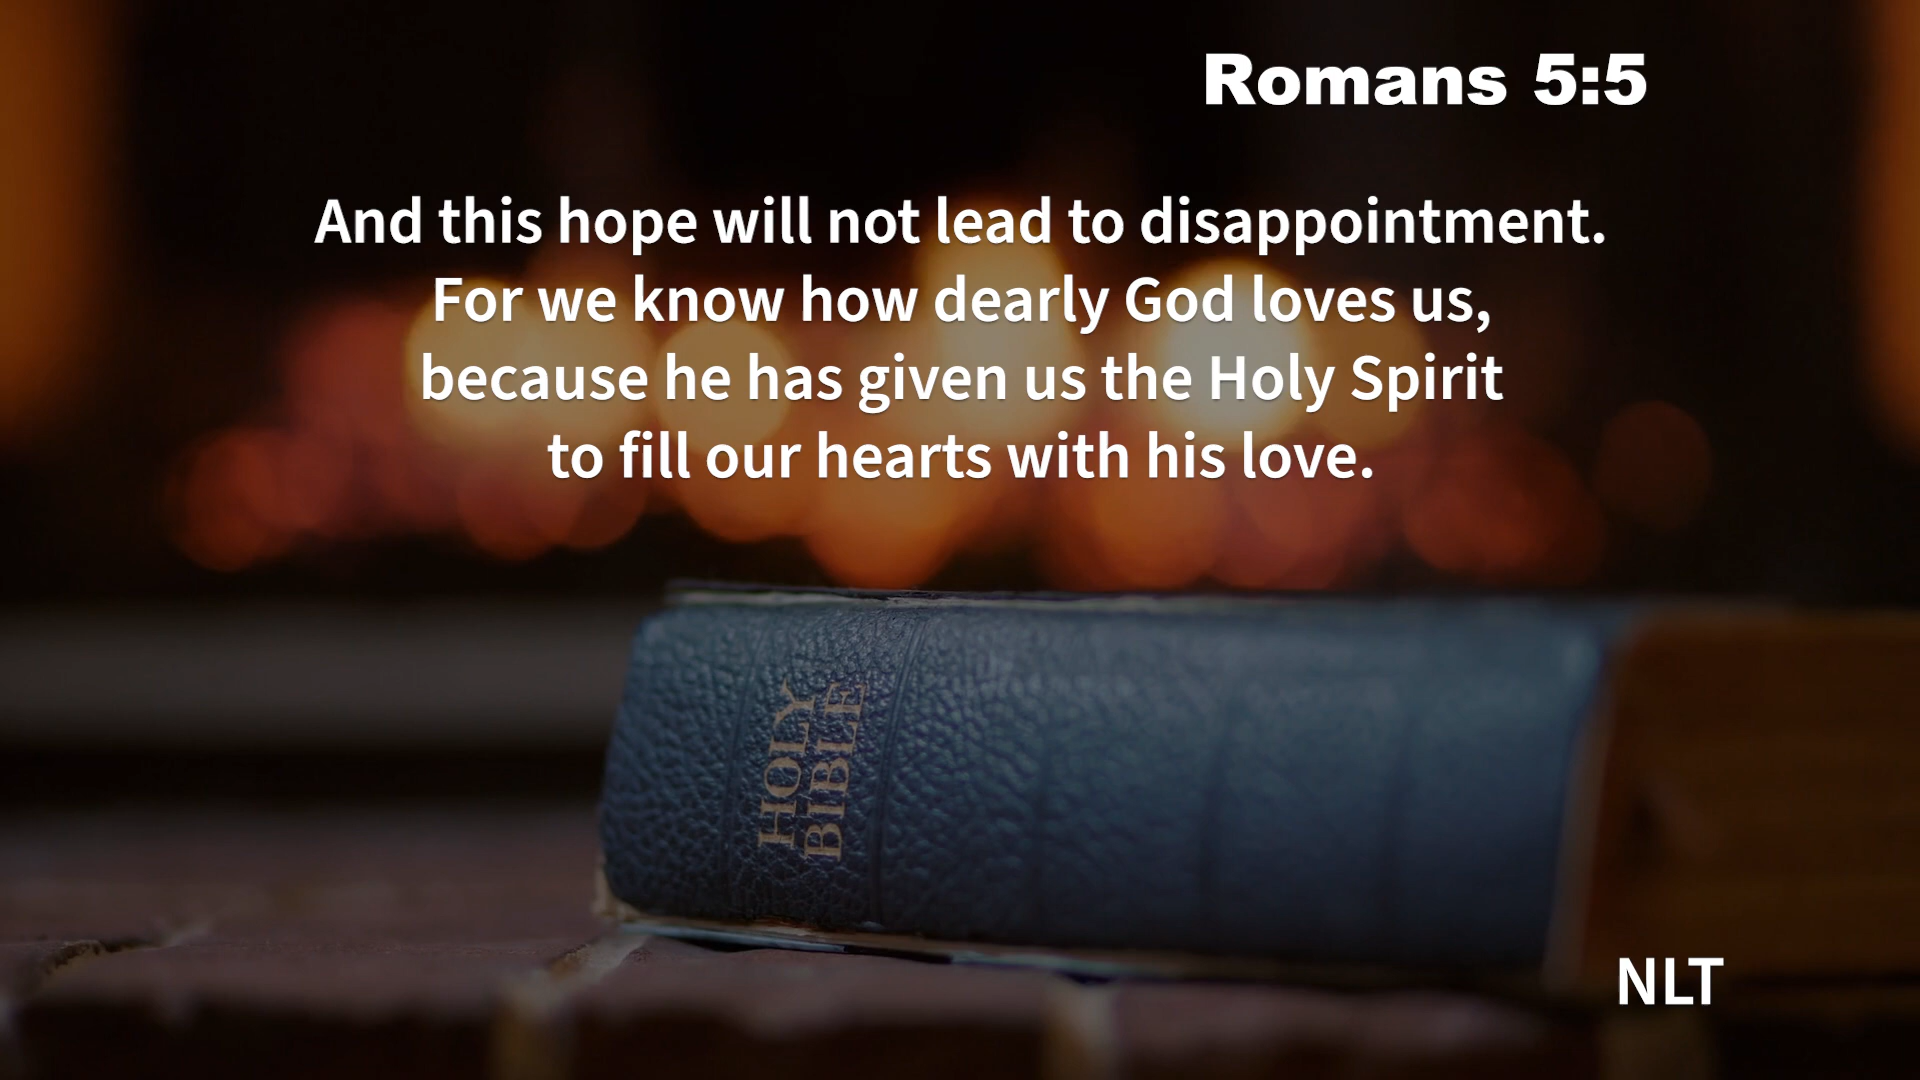 Romans 5:5
And this hope will not lead to disappointment.
For we know how dearly God loves us,
because he has given us the Holy Spirit
to fill our hearts with his love.
HOLY
BIBLE
NLT